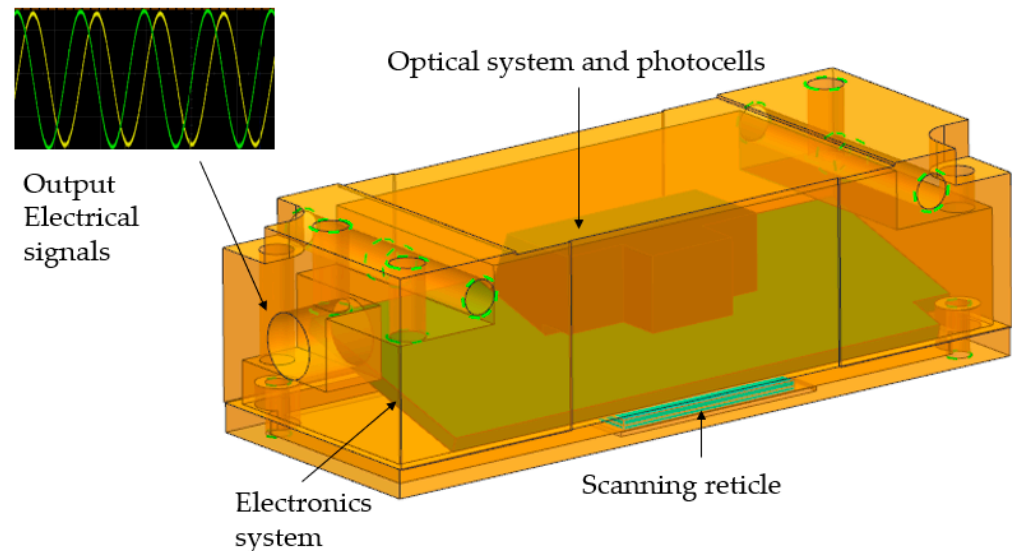 Optical system and photocells
Output
Electrical
signals
Scanning reticle
Electronics
system